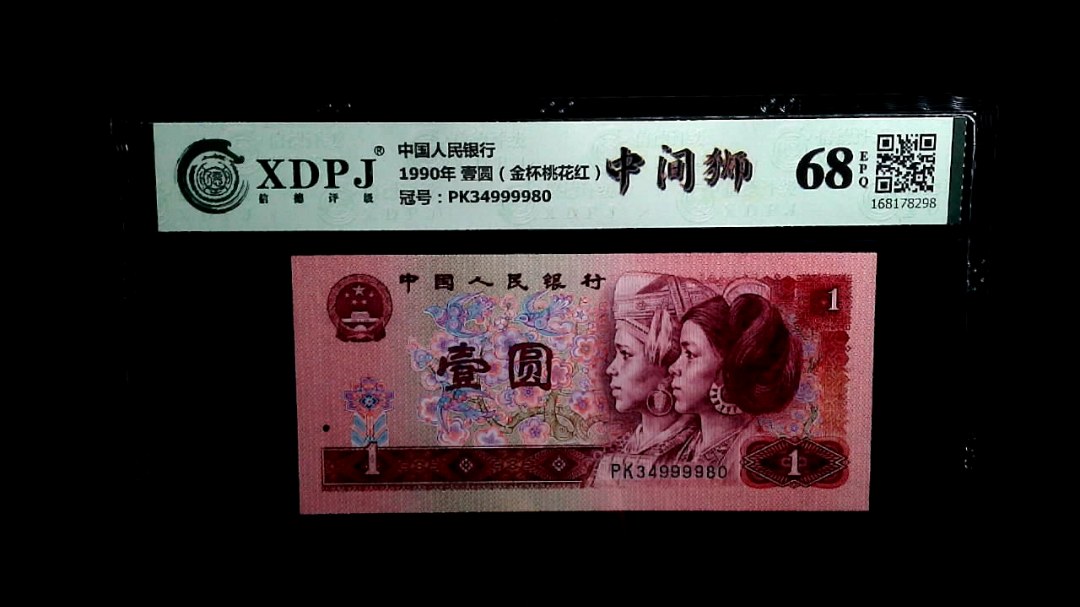 XDPJ®
信德评级
中国人民银行
1990年 壹圆（金杯桃花红）
冠号：PK34999980
中间狮
68 EPQ
168178298
中国人民银行
1
壹圆
1
PK34999980
1